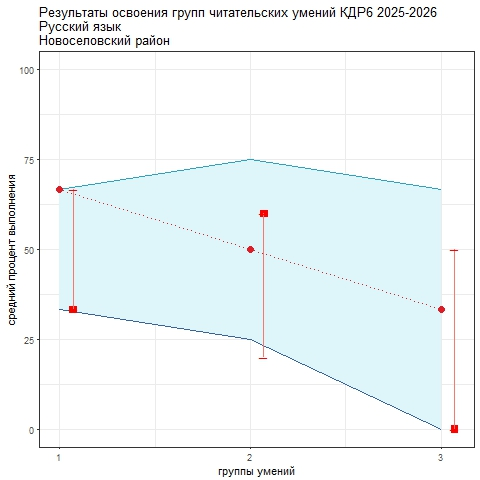 Результаты освоения групп читательских умений КДР6 2025-2026
Русский язык
Новоселовский район
100
75
50
25
0
средний процент выполнения
1 2 3
группы умений